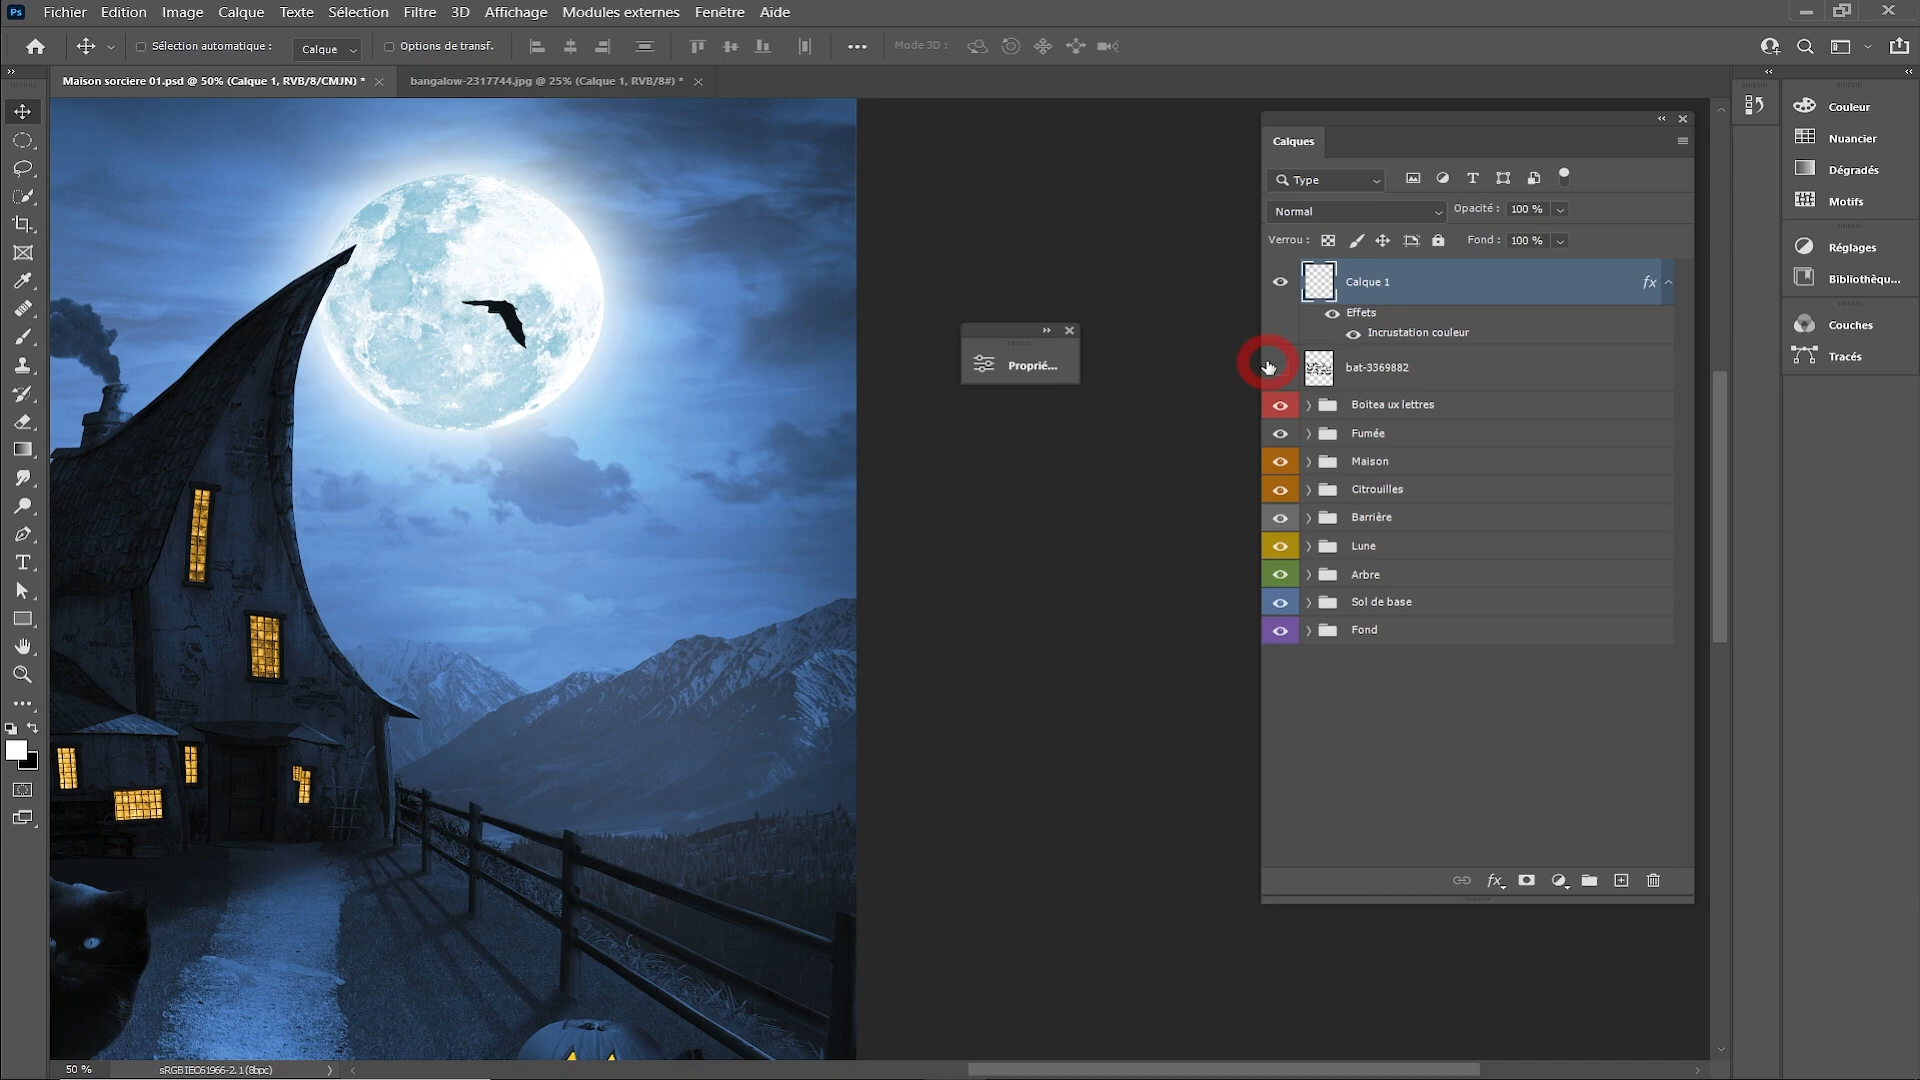 Ps Fichier Edition Image Calque Texte Sélection Filtre 3D Affichage Modules externes Fenêtre Aide
Sélection automatique : Calque Options de transf. Mode 3D :
Maison sorciere 01.psd @ 50% (Calque 1, RVB/8/CMJN) * bangalow-2317744.jpg @ 25% (Calque 1, RVB/8#) *
Calques
Type
Normal Opacité : 100 %
Verrou : Fond : 100 %
Calque 1 fx
Effets
Incrustation couleur
bat-3369882
Boitea ux lettres
Fumée
Maison
Citrouilles
Barrière
Lune
Arbre
Sol de base
Fond
fx
Proprié...
Couleur
Nuancier
Dégradés
Motifs
Réglages
Bibliothèqu...
Couches
Tracés
50 % sRGB IEC61966-2.1 (8bpc)